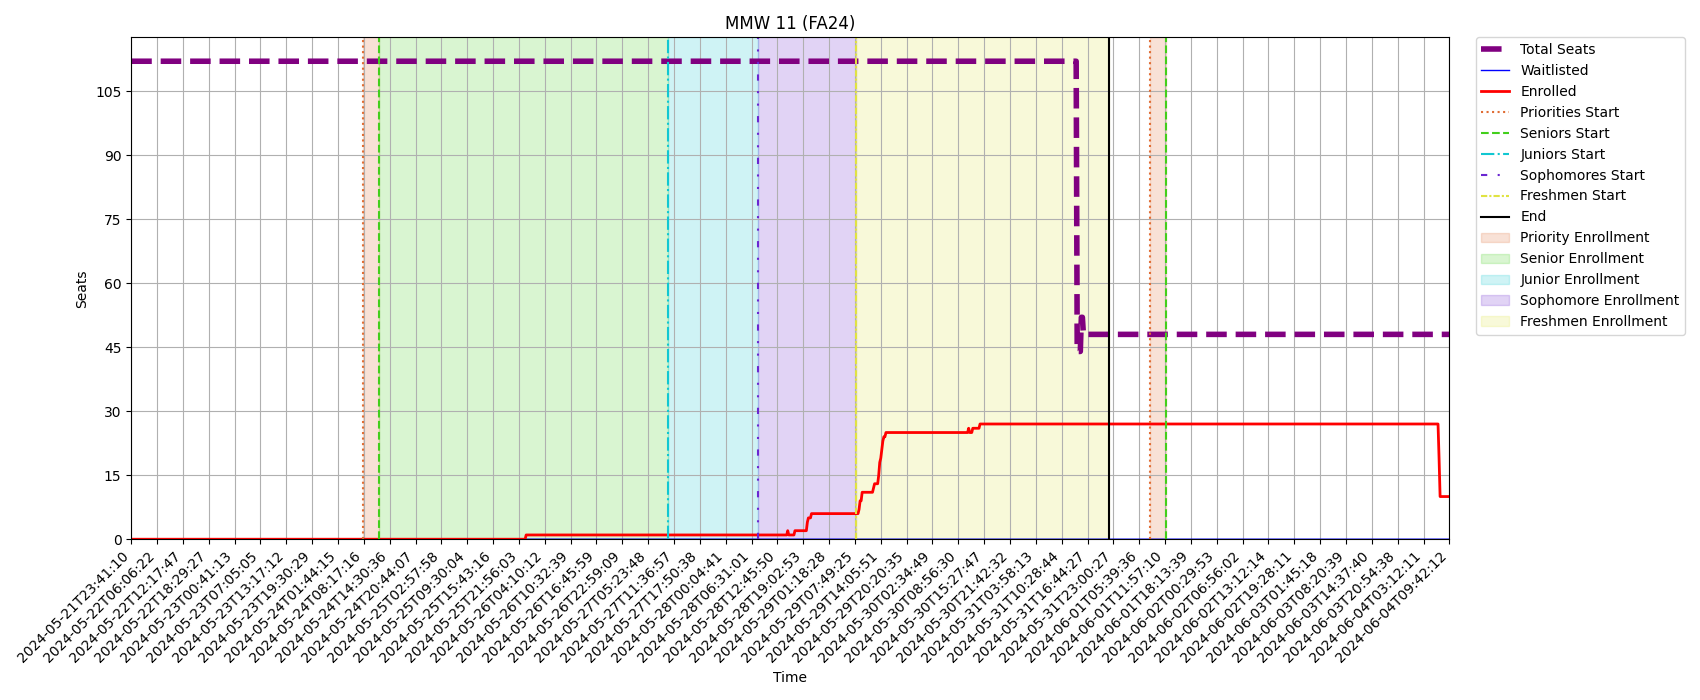 MMW 11 (FA24)
Seats
105
90
75
60
45
30
15
0
2024-05-21T23:41:10
2024-05-22T06:06:22
2024-05-22T12:17:47
2024-05-22T18:29:27
2024-05-23T00:41:13
2024-05-23T07:05:05
2024-05-23T13:17:12
2024-05-23T19:30:29
2024-05-24T01:44:15
2024-05-24T08:17:16
2024-05-24T14:30:36
2024-05-24T20:44:07
2024-05-25T02:57:58
2024-05-25T09:30:04
2024-05-25T15:43:16
2024-05-25T21:56:03
2024-05-26T04:10:12
2024-05-26T10:32:39
2024-05-26T16:45:59
2024-05-26T22:59:09
2024-05-27T05:23:48
2024-05-27T11:36:57
2024-05-27T17:50:38
2024-05-28T00:04:41
2024-05-28T06:31:01
2024-05-28T12:45:50
2024-05-28T19:02:53
2024-05-29T01:18:28
2024-05-29T07:49:25
2024-05-29T14:05:51
2024-05-29T20:20:35
2024-05-30T02:34:49
2024-05-30T08:56:30
2024-05-30T15:27:47
2024-05-30T21:42:32
2024-05-31T03:58:13
2024-05-31T10:28:44
2024-05-31T16:44:27
2024-05-31T23:00:27
2024-06-01T05:39:36
2024-06-01T11:57:10
2024-06-01T18:13:39
2024-06-02T00:29:53
2024-06-02T06:56:02
2024-06-02T13:12:14
2024-06-02T19:28:11
2024-06-03T01:45:18
2024-06-03T08:20:39
2024-06-03T14:37:40
2024-06-03T20:54:38
2024-06-04T03:12:11
2024-06-04T09:42:12
Time
Total Seats
Waitlisted
Enrolled
Priorities Start
Seniors Start
Juniors Start
Sophomores Start
Freshmen Start
End
Priority Enrollment
Senior Enrollment
Junior Enrollment
Sophomore Enrollment
Freshmen Enrollment